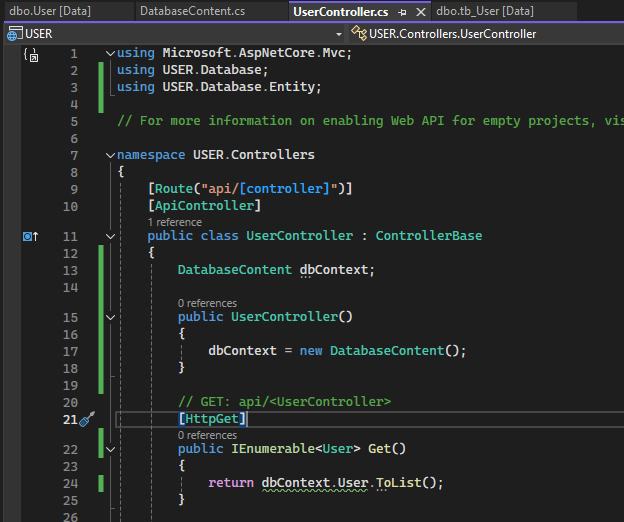 dbo.User [Data] DatabaseContent.cs UserController.cs dbo.tb_User [Data]
USER USER.Controllers.UserController
1 using Microsoft.AspNetCore.Mvc;
2 using USER.Database;
3 using USER.Database.Entity;
4
5 // For more information on enabling Web API for empty projects, vis
6
7 namespace USER.Controllers
8 {
9 [Route("api/[controller]")]
10 [ApiController]
1 reference
11 public class UserController : ControllerBase
12 {
13 DatabaseContent dbContext;
14
0 references
15 public UserController()
16 {
17 dbContext = new DatabaseContent();
18 }
19
20 // GET: api/<UserController>
21 [HttpGet]
0 references
22 public IEnumerable<User> Get()
23 {
24 return dbContext.User.ToList();
25 }
26